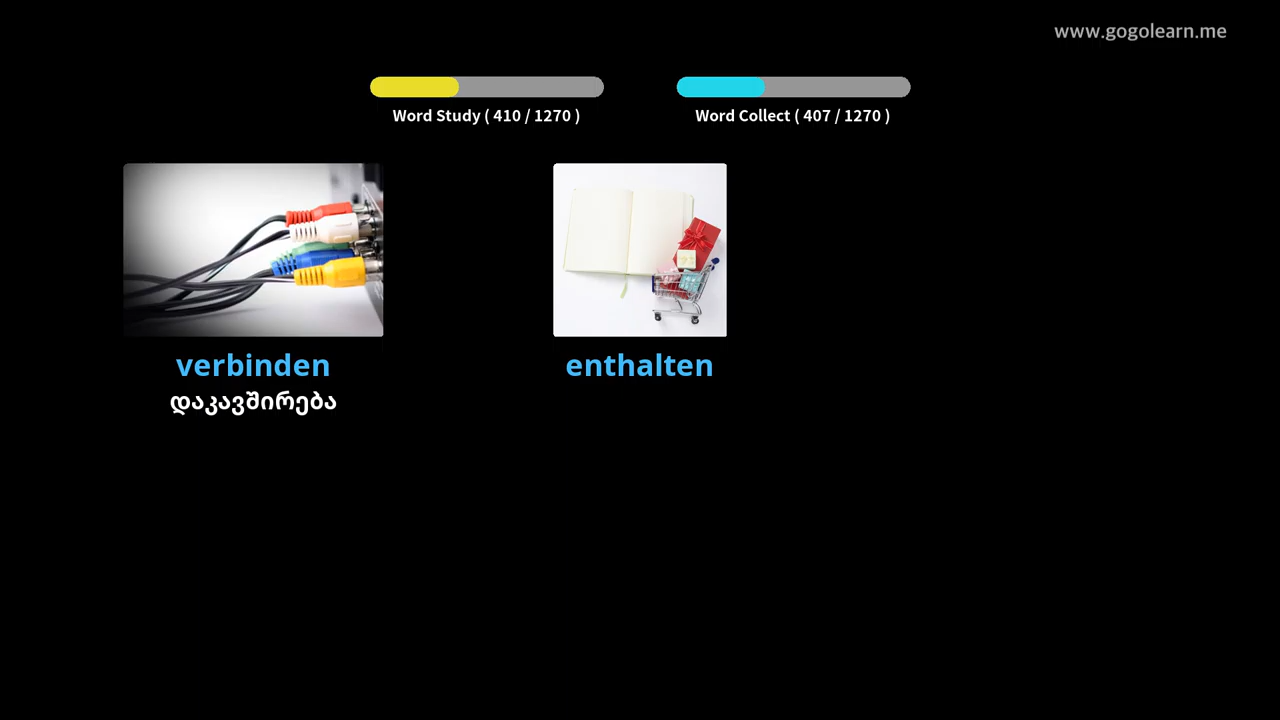 www.gogolearn.me
Word Study ( 410 / 1270 )
Word Collect ( 407 / 1270 )
verbinden
დაკავშირება
enthalten